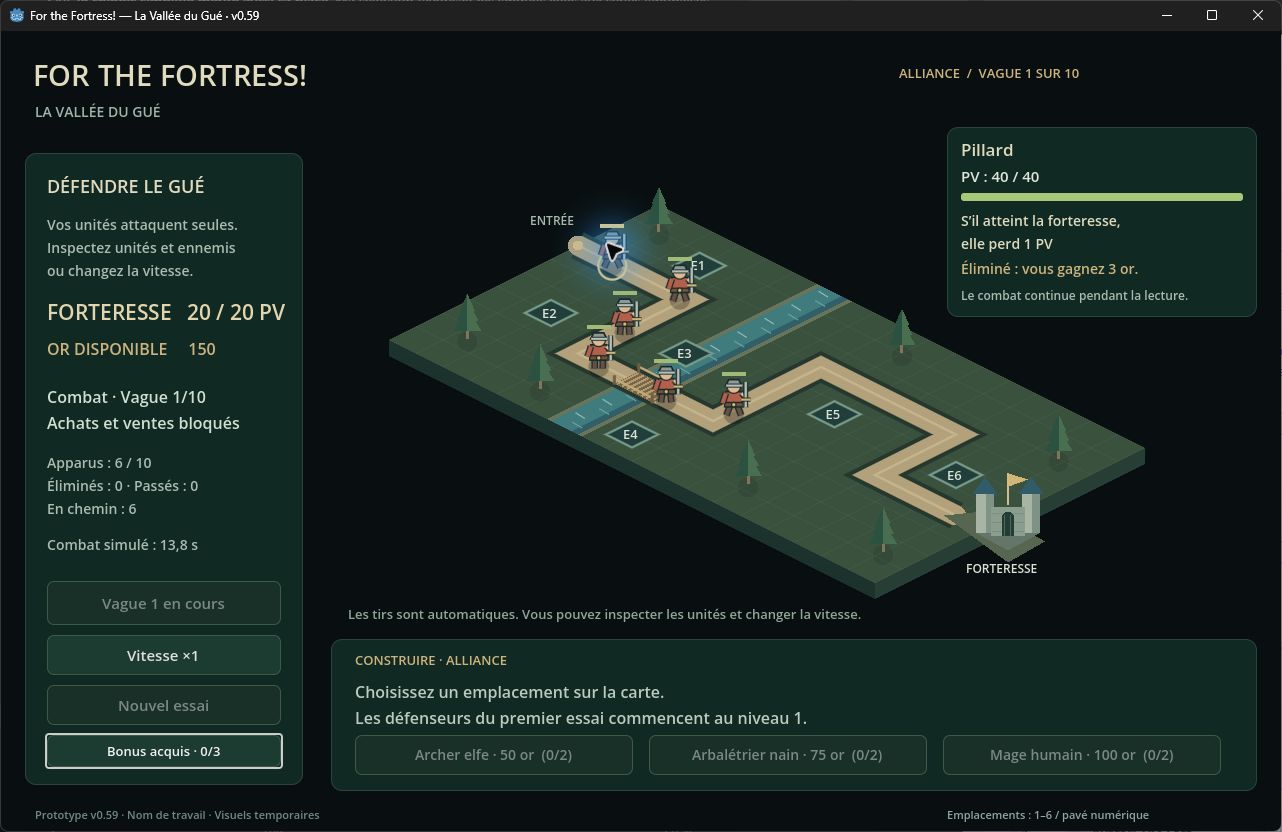 For the Fortress! — La Vallée du Gué · v0.59
FOR THE FORTRESS!
LA VALLÉE DU GUÉ
ALLIANCE / VAGUE 1 SUR 10
DÉFENDRE LE GUÉ
Vos unités attaquent seules.
Inspectez unités et ennemis
ou changez la vitesse.
FORTERESSE 20 / 20 PV
OR DISPONIBLE 150
Combat · Vague 1/10
Achats et ventes bloqués
Apparus : 6 / 10
Éliminés : 0 · Passés : 0
En chemin : 6
Combat simulé : 13,8 s
Vague 1 en cours
Vitesse ×1
Nouvel essai
Bonus acquis · 0/3
Pillard
PV : 40 / 40
S’il atteint la forteresse,
elle perd 1 PV
Éliminé : vous gagnez 3 or.
Le combat continue pendant la lecture.
ENTRÉE
E1
E2
E3
E4
E5
E6
FORTERESSE
Les tirs sont automatiques. Vous pouvez inspecter les unités et changer la vitesse.
CONSTRUIRE · ALLIANCE
Choisissez un emplacement sur la carte.
Les défenseurs du premier essai commencent au niveau 1.
Archer elfe · 50 or (0/2)
Arbalétrier nain · 75 or (0/2)
Mage humain · 100 or (0/2)
Prototype v0.59 · Nom de travail · Visuels temporaires
Emplacements : 1–6 / pavé numérique